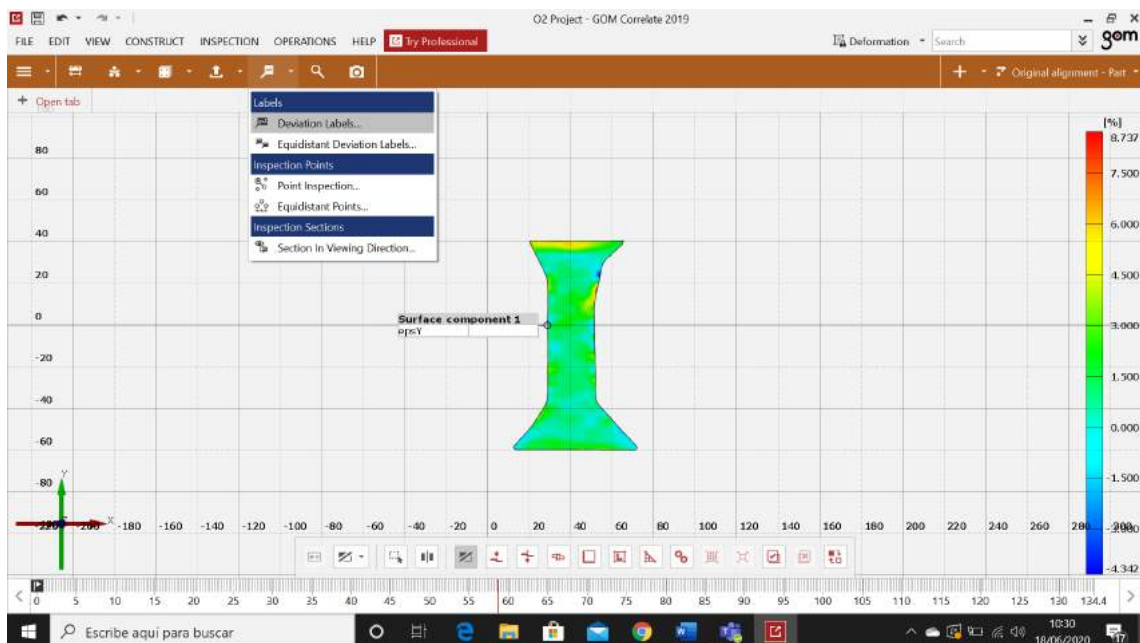 O2 Project - GOM Correlate 2019
FILE EDIT VIEW CONSTRUCT INSPECTION OPERATIONS HELP Try Professional Deformation Search gom
Original alignment - Part
Open tab
Labels
Deviation Labels...
Equidistant Deviation Labels...
Inspection Points
Point Inspection...
Equidistant Points...
Inspection Sections
Section In Viewing Direction...
[%]
8.737
7.500
6.000
4.500
3.000
1.500
0.000
-1.500
-4.342
80
60
40
20
0
-20
-40
-60
-80
Surface component 1
epsY
Y
X
-180 -160 -140 -120 -100 -80 -60 -40 -20 0 20 40 60 80 100 120 140 160 180 200 220 240 260
0 5 10 15 20 25 30 35 40 45 50 55 60 65 70 75 80 85 90 95 100 105 110 115 120 125 130 134.4
Escribe aquí para buscar
10:30
18/06/2020